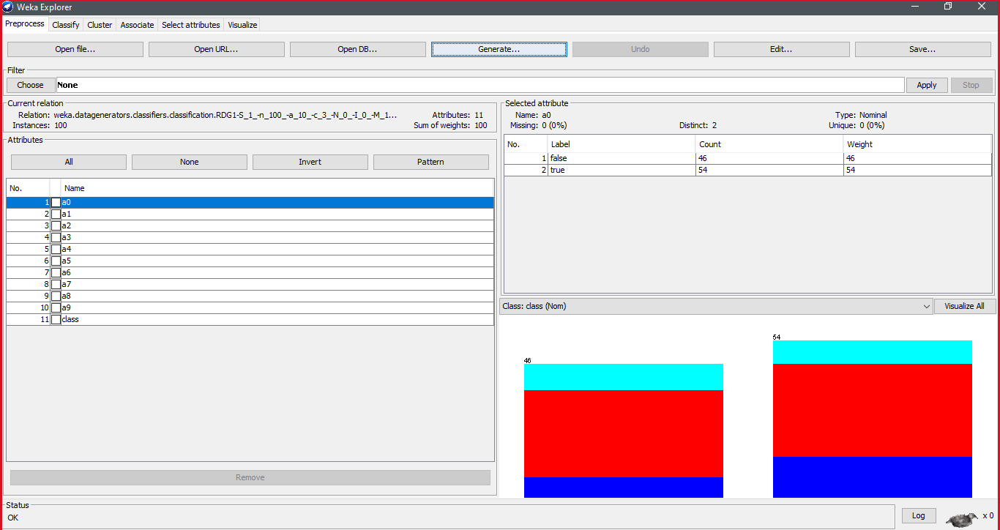 Weka Explorer
Preprocess Classify Cluster Associate Select attributes Visualize
Open file... Open URL... Open DB... Generate... Undo Edit... Save...
Filter
Choose None Apply Stop
Current relation
Relation: weka.datagenerators.classifiers.classification.RDG1-S_1_-n_100_-a_10_-c_3_-N_0_-I_0_-M_1... Attributes: 11
Instances: 100 Sum of weights: 100
Attributes
All None Invert Pattern
No. Name
1 a0
2 a1
3 a2
4 a3
5 a4
6 a5
7 a6
8 a7
9 a8
10 a9
11 class
Remove
Selected attribute
Name: a0 Type: Nominal
Missing: 0 (0%) Distinct: 2 Unique: 0 (0%)
No. Label Count Weight
1 false 46 46
2 true 54 54
Class: class (Nom) Visualize All
46
54
Status
OK
Log x 0